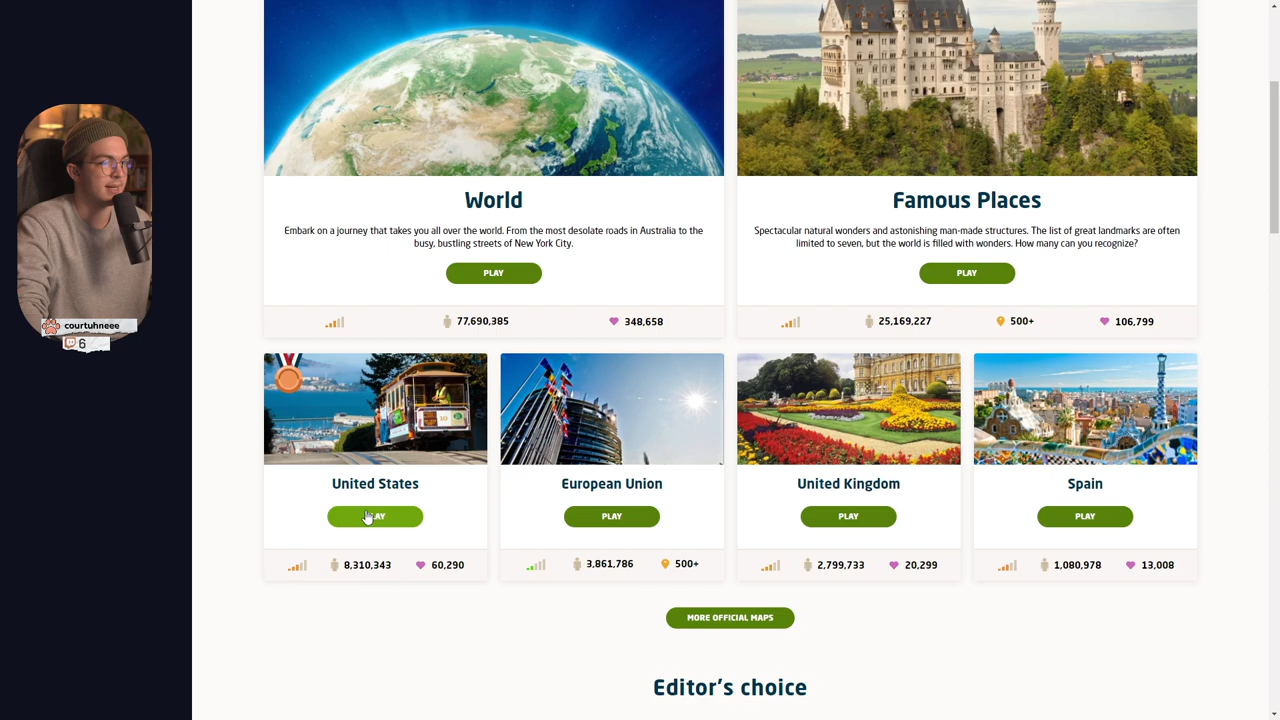 World
Embark on a journey that takes you all over the world. From the most desolate roads in Australia to the
busy, bustling streets of New York City.
PLAY
77,690,385
348,658
Famous Places
Spectacular natural wonders and astonishing man-made structures. The list of great landmarks are often
limited to seven, but the world is filled with wonders. How many can you recognize?
PLAY
25,169,227
500+
106,799
courtuhneee
6
United States
AY
8,310,343
60,290
European Union
PLAY
3,861,786
500+
United Kingdom
PLAY
2,799,733
20,299
Spain
PLAY
1,080,978
13,008
MORE OFFICIAL MAPS
Editor's choice